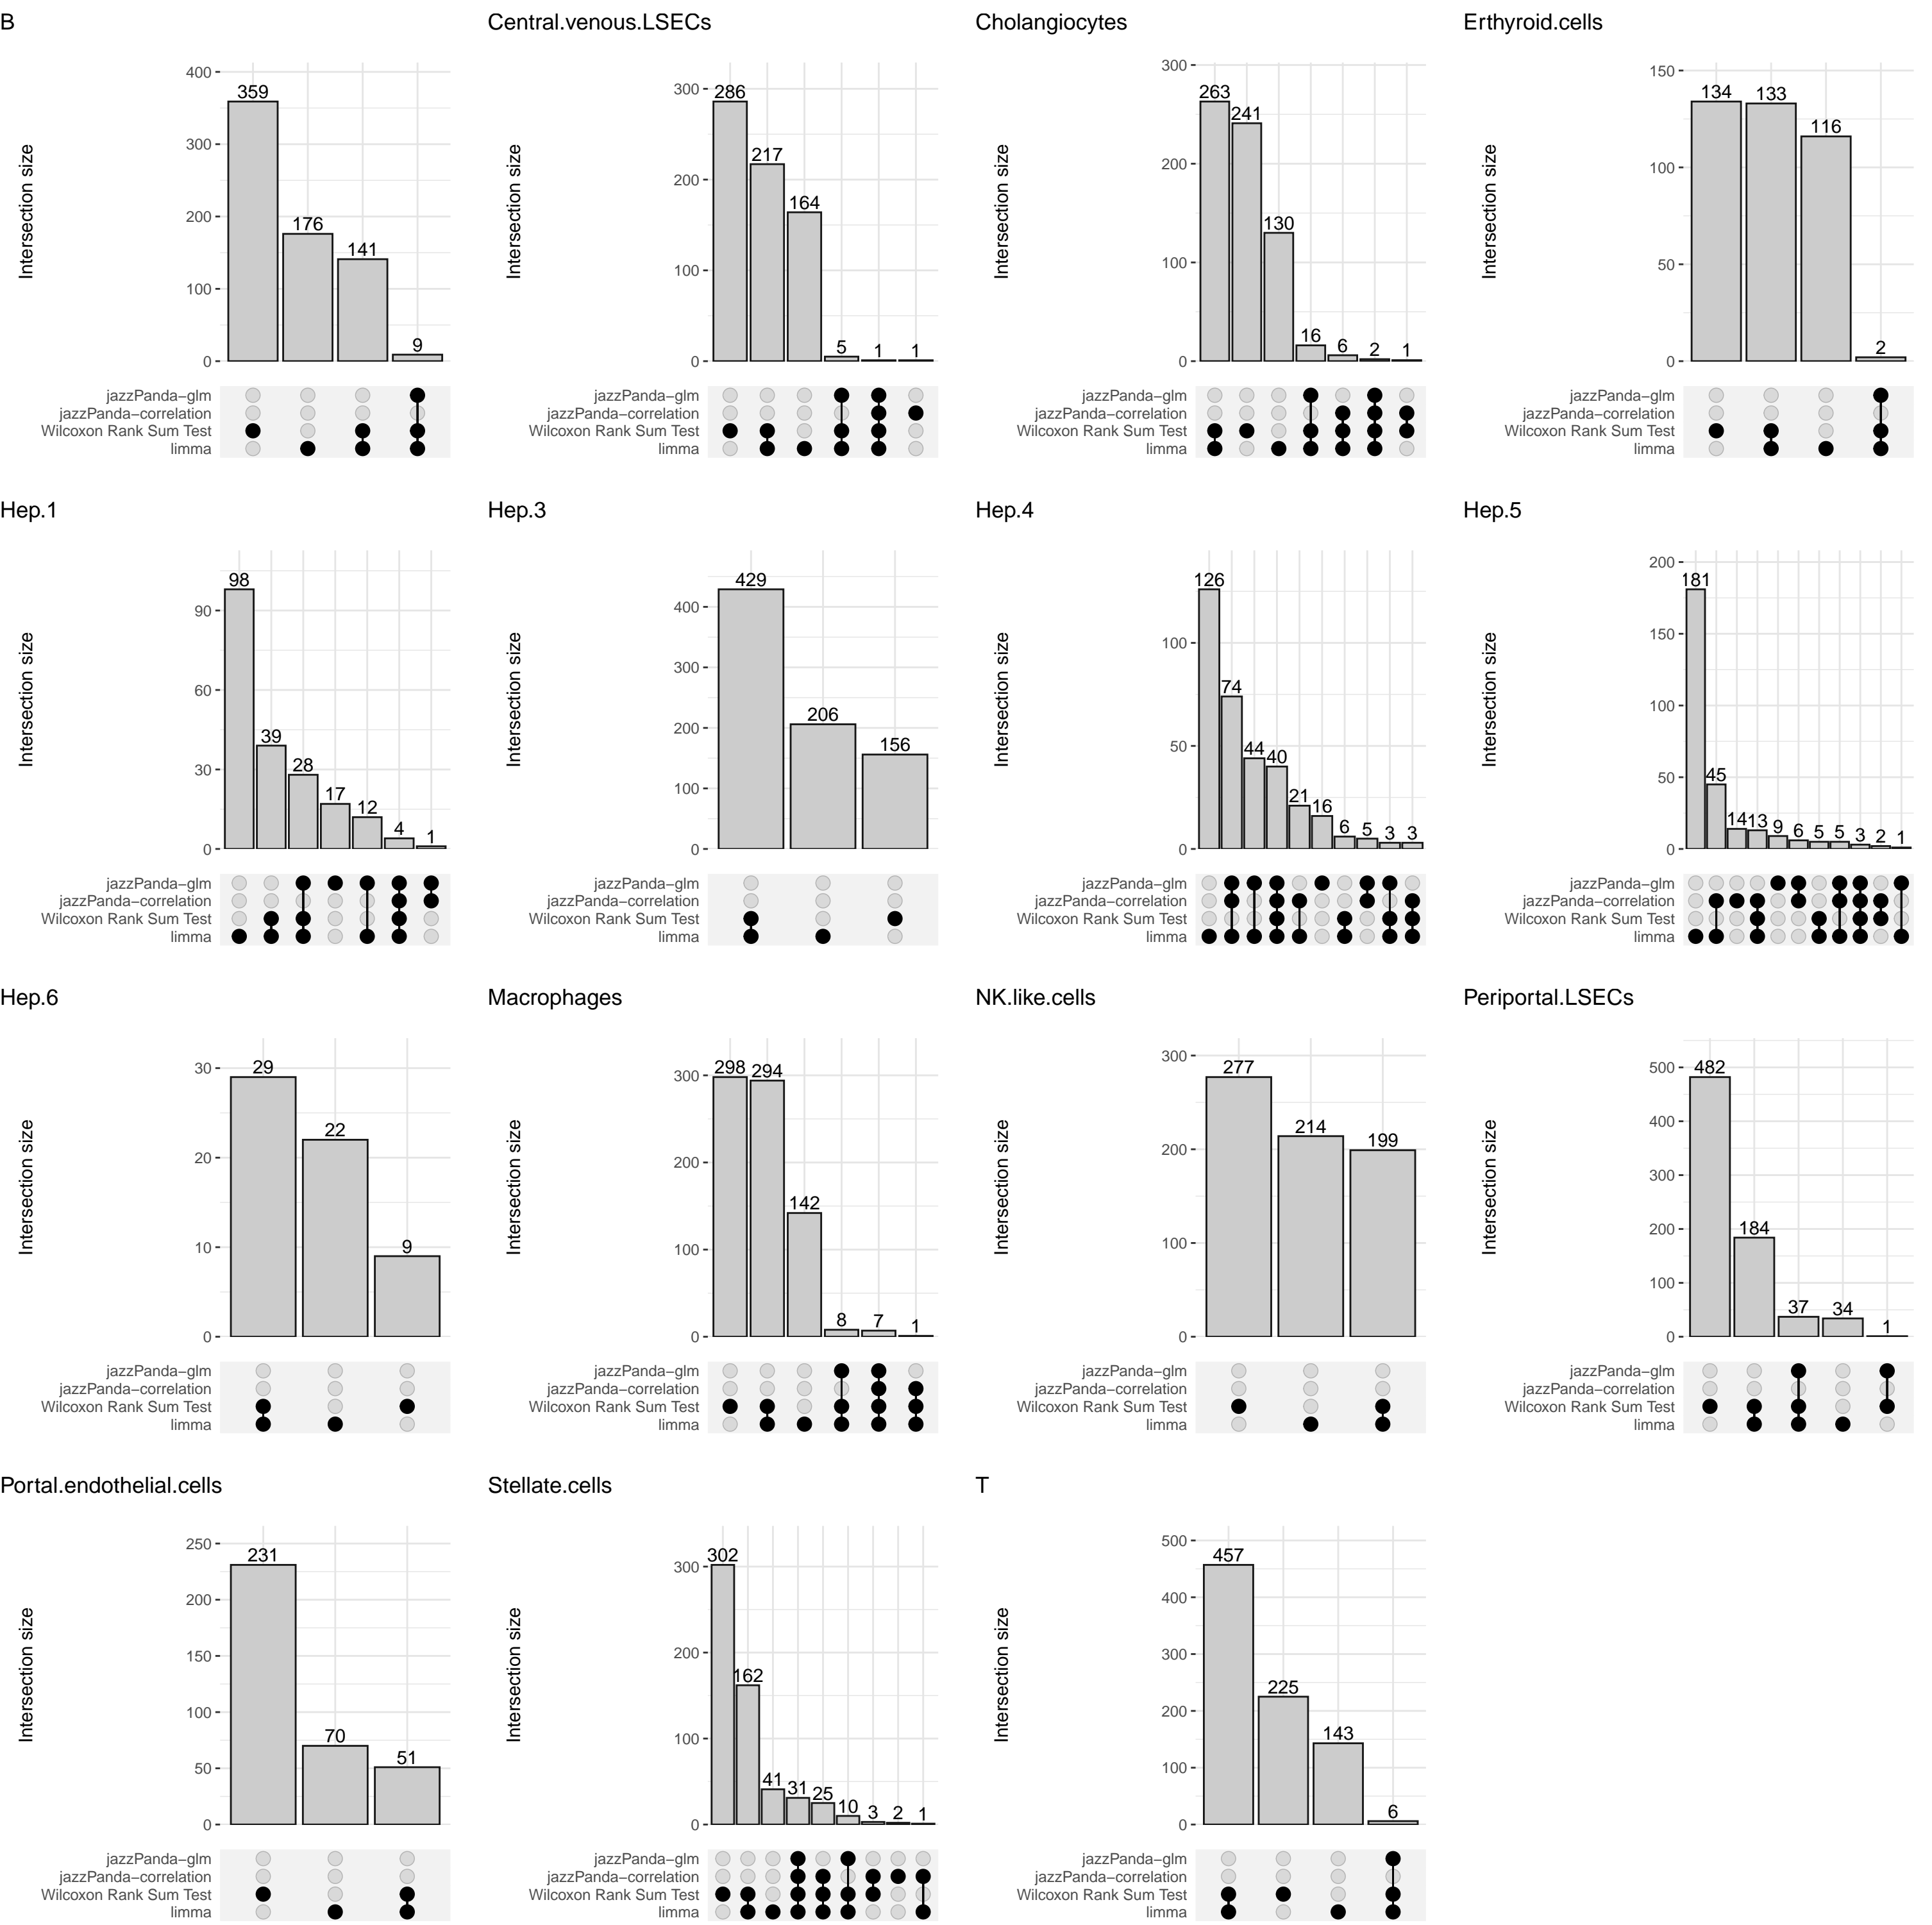 B
Central.venous.LSECs
Cholangiocytes
Erthyroid.cells
Intersection size
400
300
200
100
0
359
176
141
9
jazzPanda−glm
jazzPanda−correlation
Wilcoxon Rank Sum Test
limma
Intersection size
300
200
100
0
286
217
164
5
1
1
jazzPanda−glm
jazzPanda−correlation
Wilcoxon Rank Sum Test
limma
Intersection size
300
200
100
0
263
241
130
16
6
2
1
jazzPanda−glm
jazzPanda−correlation
Wilcoxon Rank Sum Test
limma
Intersection size
150
100
50
0
134
133
116
2
jazzPanda−glm
jazzPanda−correlation
Wilcoxon Rank Sum Test
limma
Hep.1
Hep.3
Hep.4
Hep.5
Intersection size
90
60
30
0
98
39
28
17
12
4
1
jazzPanda−glm
jazzPanda−correlation
Wilcoxon Rank Sum Test
limma
Intersection size
400
300
200
100
0
429
206
156
jazzPanda−glm
jazzPanda−correlation
Wilcoxon Rank Sum Test
limma
Intersection size
100
50
0
126
74
44
40
21
16
6
5
3
3
jazzPanda−glm
jazzPanda−correlation
Wilcoxon Rank Sum Test
limma
Intersection size
200
150
100
50
0
181
45
14
13
9
6
5
5
3
2
1
jazzPanda−glm
jazzPanda−correlation
Wilcoxon Rank Sum Test
limma
Hep.6
Macrophages
NK.like.cells
Periportal.LSECs
Intersection size
30
20
10
0
29
22
9
jazzPanda−glm
jazzPanda−correlation
Wilcoxon Rank Sum Test
limma
Intersection size
300
200
100
0
298
294
142
8
7
1
jazzPanda−glm
jazzPanda−correlation
Wilcoxon Rank Sum Test
limma
Intersection size
300
200
100
0
277
214
199
jazzPanda−glm
jazzPanda−correlation
Wilcoxon Rank Sum Test
limma
Intersection size
500
400
300
200
100
0
482
184
37
34
1
jazzPanda−glm
jazzPanda−correlation
Wilcoxon Rank Sum Test
limma
Portal.endothelial.cells
Stellate.cells
T
Intersection size
250
200
150
100
50
0
231
70
51
jazzPanda−glm
jazzPanda−correlation
Wilcoxon Rank Sum Test
limma
Intersection size
300
200
100
0
302
162
41
31
25
10
3
2
1
jazzPanda−glm
jazzPanda−correlation
Wilcoxon Rank Sum Test
limma
Intersection size
500
400
300
200
100
0
457
225
143
6
jazzPanda−glm
jazzPanda−correlation
Wilcoxon Rank Sum Test
limma